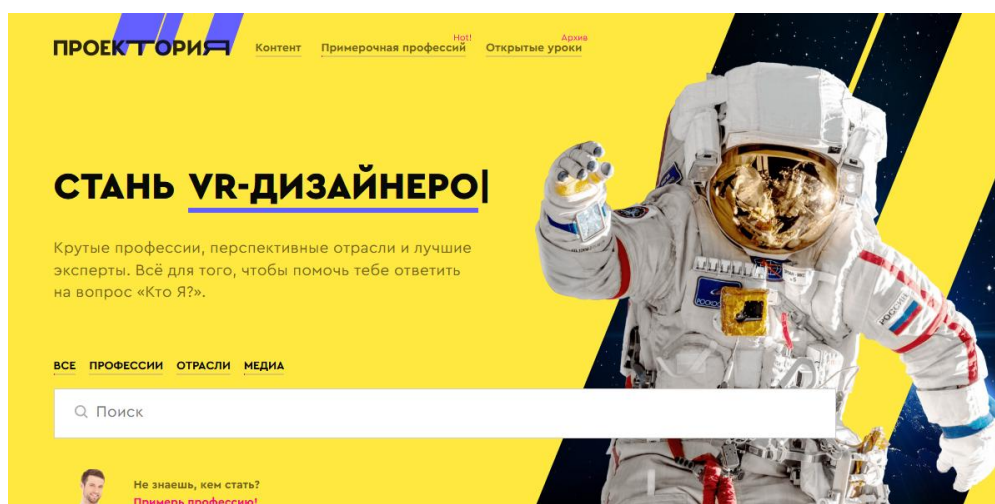 ПРОЕКТОРИЯ
Контент
Примерочная профессий
Hot!
Открытые уроки
Архив
СТАНЬ VR-ДИЗАЙНЕРО|
Крутые профессии, перспективные отрасли и лучшие
эксперты. Всё для того, чтобы помочь тебе ответить
на вопрос «Кто Я?».
ВСЕ ПРОФЕССИИ ОТРАСЛИ МЕДИА
Поиск
Не знаешь, кем стать?
Примерь профессию!
РОССИЯ